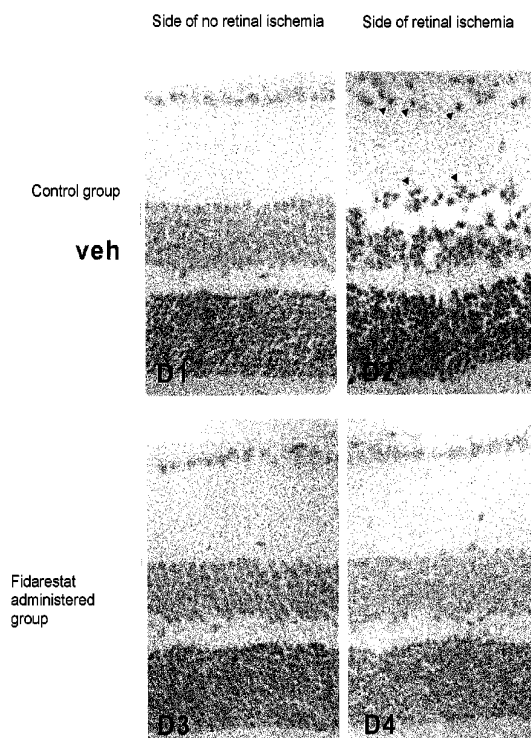 Side of no retinal ischemia
Side of retinal ischemia
Control group
veh
D1
D2
Fidarestat
administered
group
D3
D4